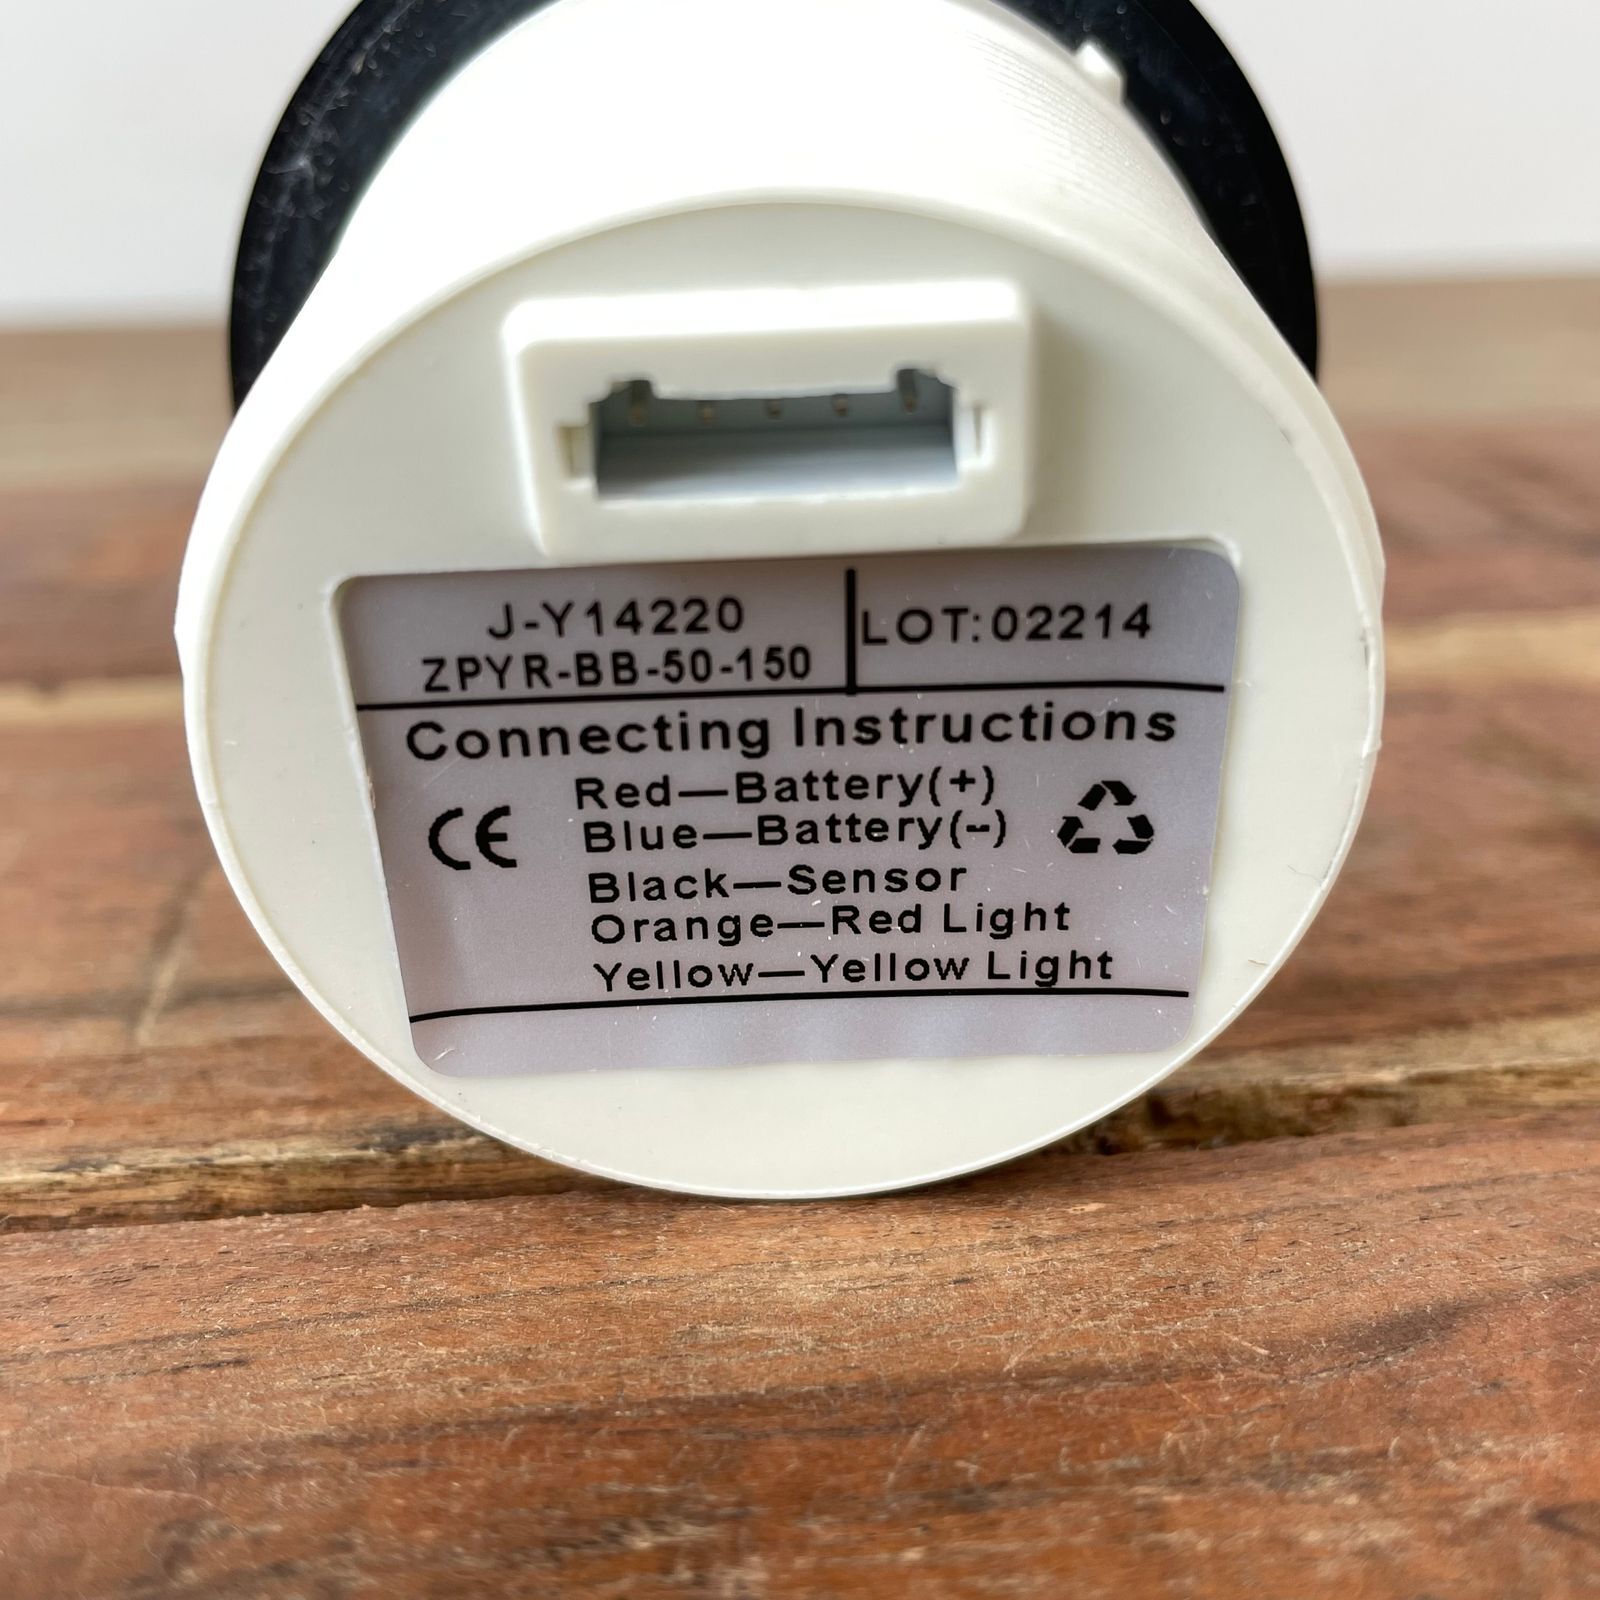 J-Y14220
ZPYR-BB-50-150
LOT:02214
Connecting Instructions
Red—Battery(+)
Blue—Battery(-)
CE
Black—Sensor
Orange—Red Light
Yellow—Yellow Light